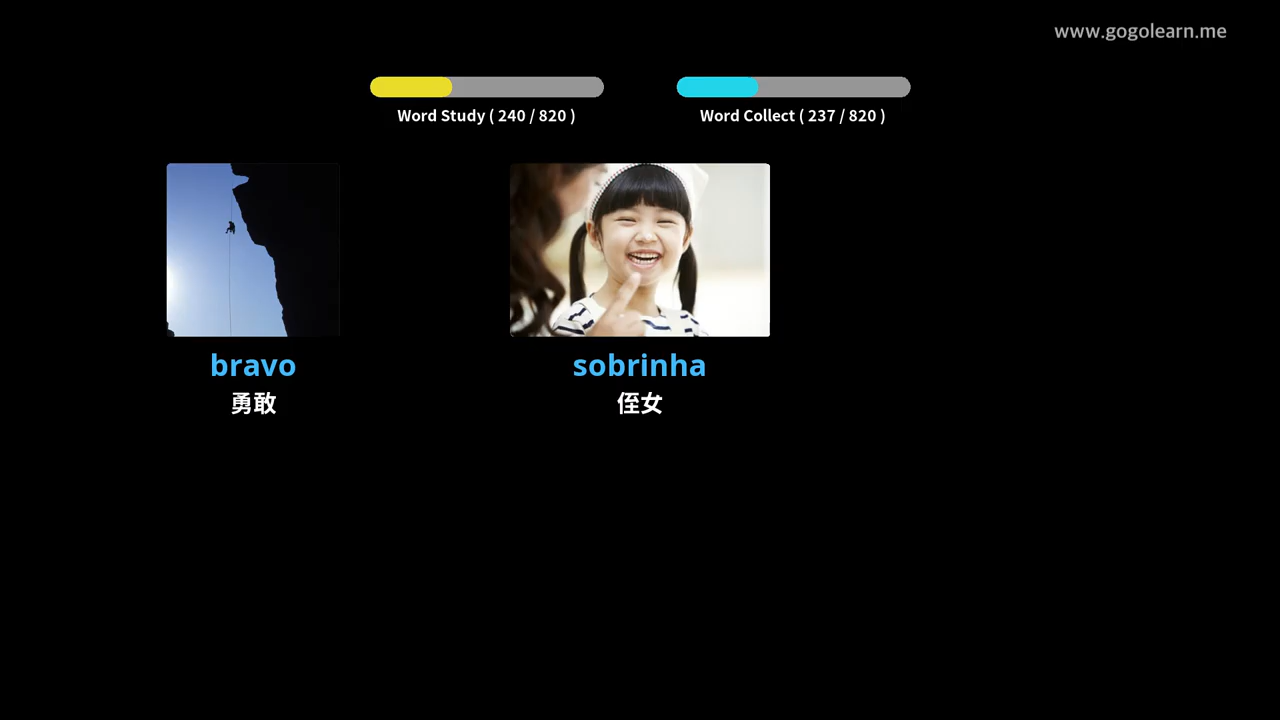 www.gogolearn.me
Word Study ( 240 / 820 )
Word Collect ( 237 / 820 )
bravo
勇敢
sobrinha
侄女